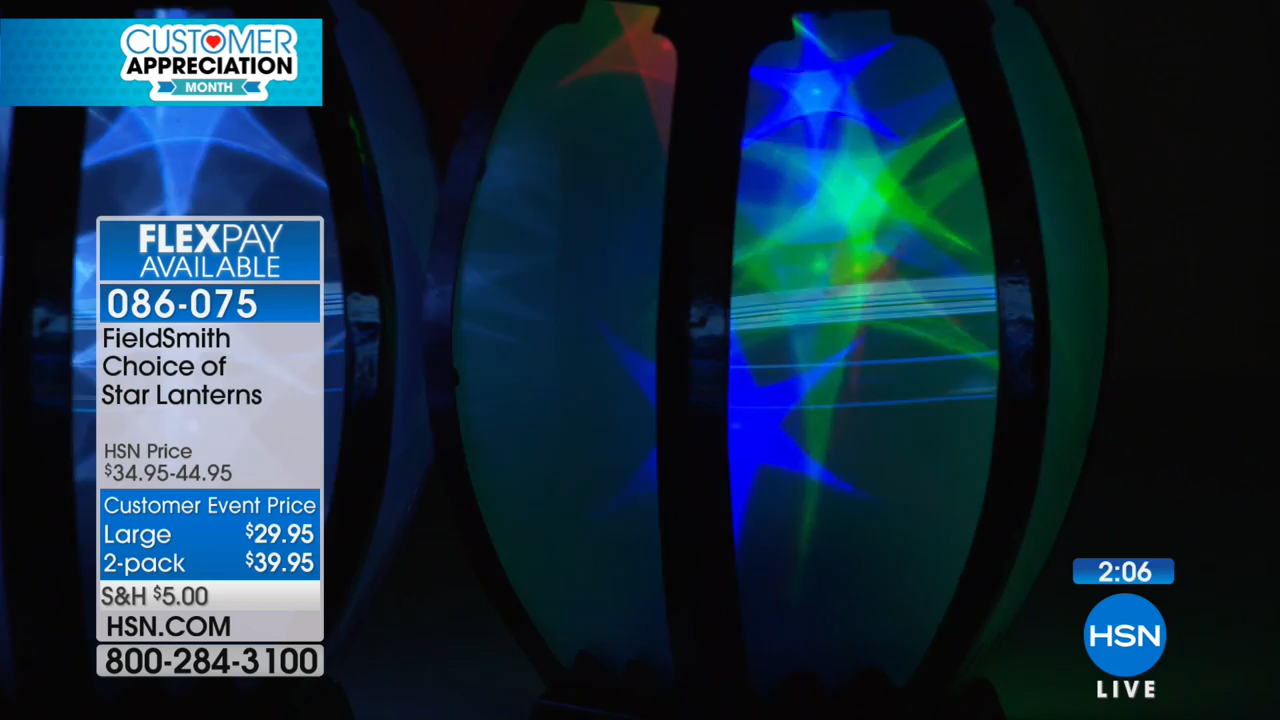 CUSTOMER
APPRECIATION
MONTH
FLEXPAY
AVAILABLE
086-075
FieldSmith
Choice of
Star Lanterns
HSN Price
$34.95-44.95
Customer Event Price
Large $29.95
2-pack $39.95
S&H $5.00
HSN.COM
800-284-3100
2:06
HSN
LIVE